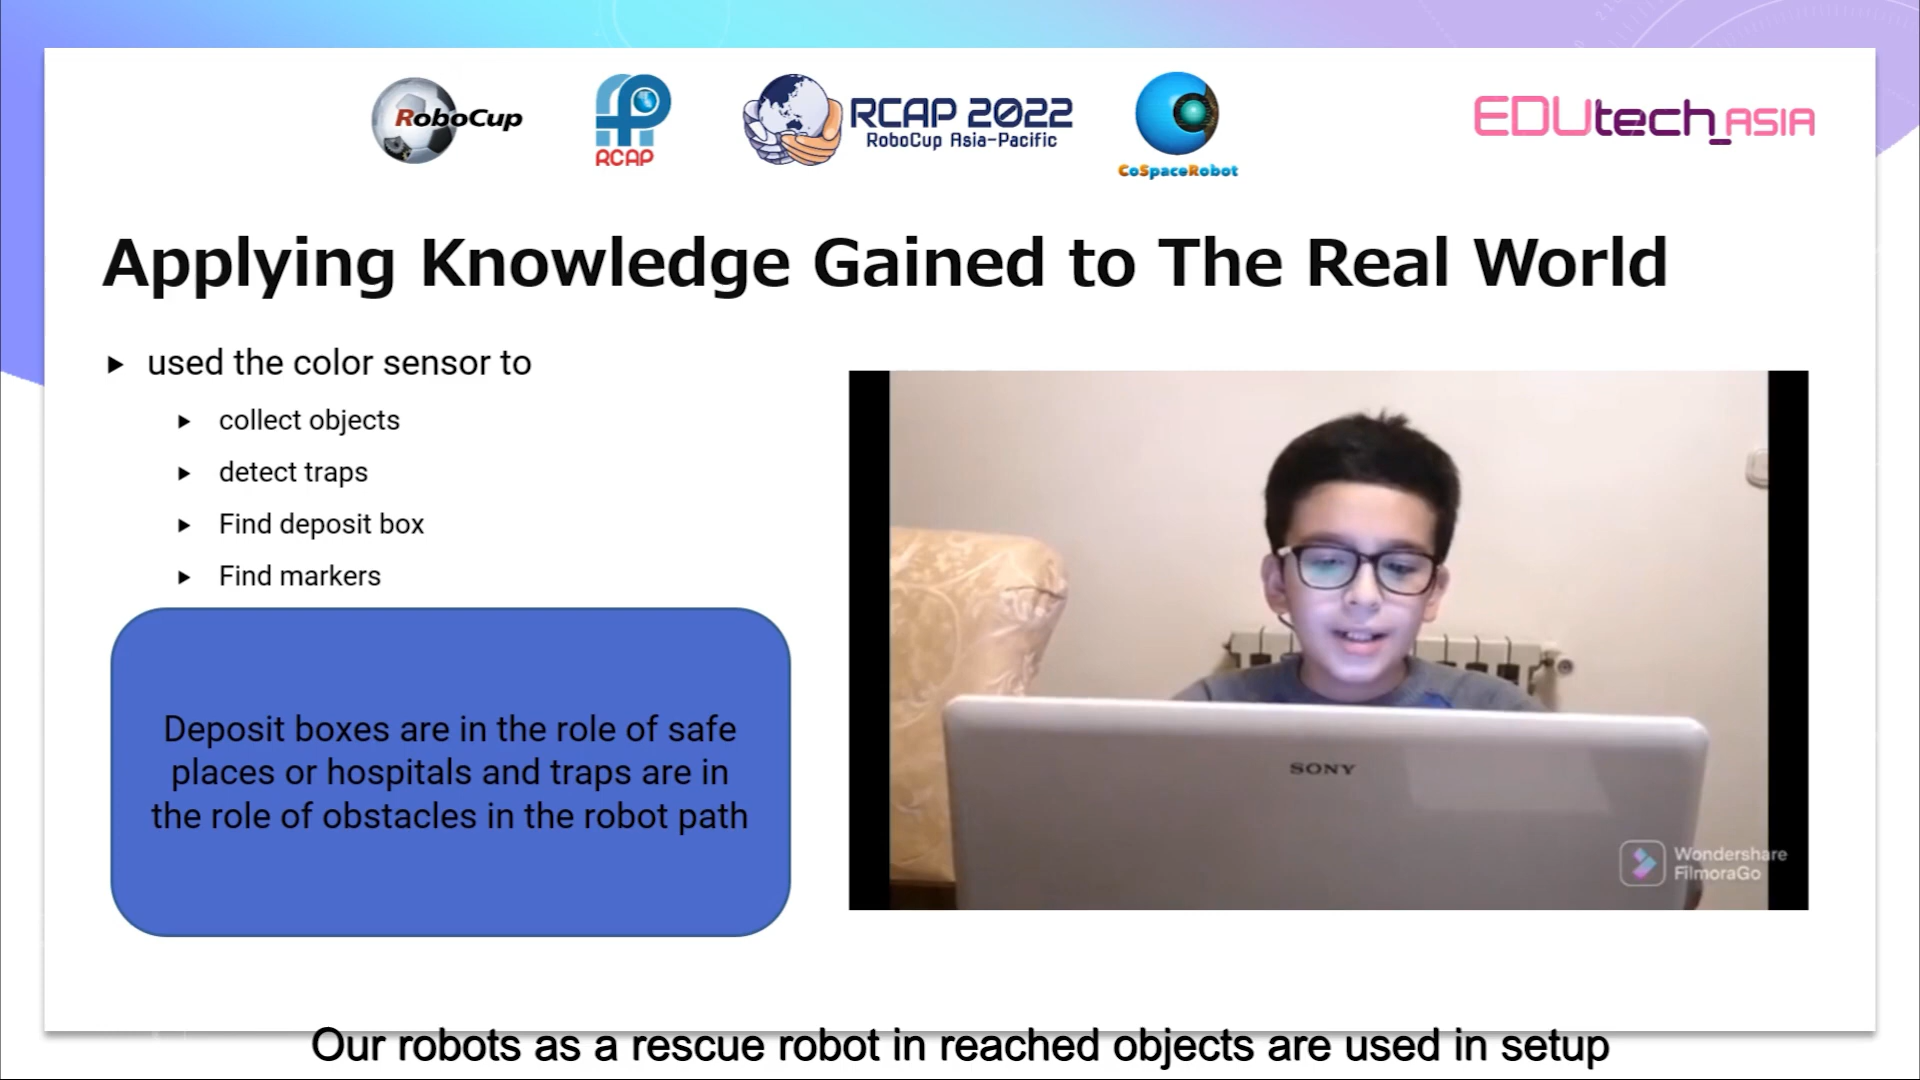 RoboCup
RCAP
RCAP 2022
RoboCup Asia-Pacific
CoSpaceRobot
EDUtech_ASIA
Applying Knowledge Gained to The Real World
used the color sensor to
collect objects
detect traps
Find deposit box
Find markers
Deposit boxes are in the role of safe
places or hospitals and traps are in
the role of obstacles in the robot path
SONY
Wondershare
FilmoraGo
Our robots as a rescue robot in reached objects are used in setup